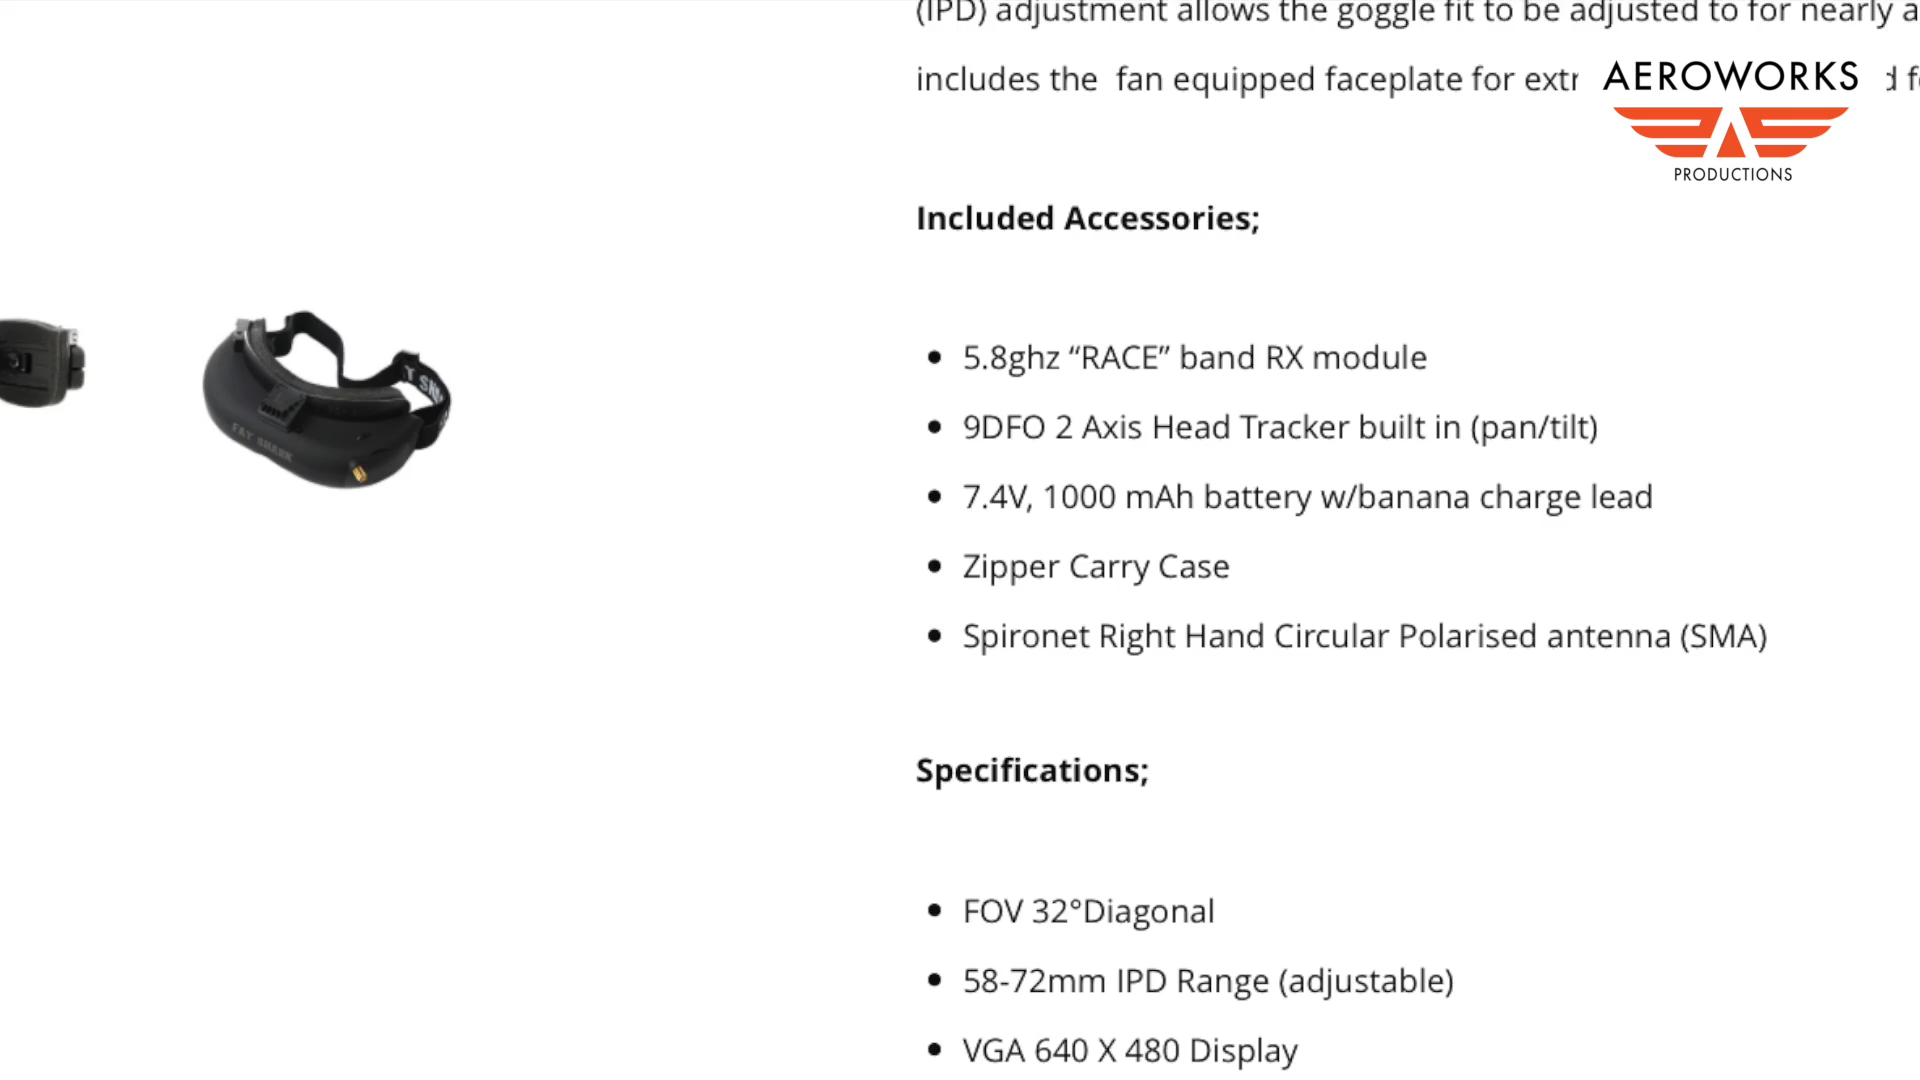 (IPD) adjustment allows the goggle fit to be adjusted to for nearly a
includes the fan equipped faceplate for
AEROWORKS
PRODUCTIONS
Included Accessories;
• 5.8ghz “RACE” band RX module
• 9DFO 2 Axis Head Tracker built in (pan/tilt)
• 7.4V, 1000 mAh battery w/banana charge lead
• Zipper Carry Case
• Spironet Right Hand Circular Polarised antenna (SMA)
FAT SHARK
Specifications;
• FOV 32°Diagonal
• 58-72mm IPD Range (adjustable)
• VGA 640 X 480 Display